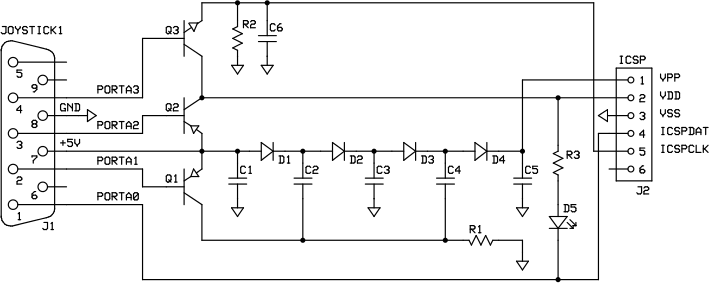 JOYSTICK1
5
9
4
8
3
7
2
6
1
J1
PORTA3
GND
PORTA2
+5V
PORTA1
PORTA0
Q3
Q2
Q1
R2
C6
C1
D1
C2
D2
C3
D3
C4
D4
C5
R1
R3
D5
ICSP
1 VPP
2 VDD
3 VSS
4 ICSPDAT
5 ICSPCLK
6
J2